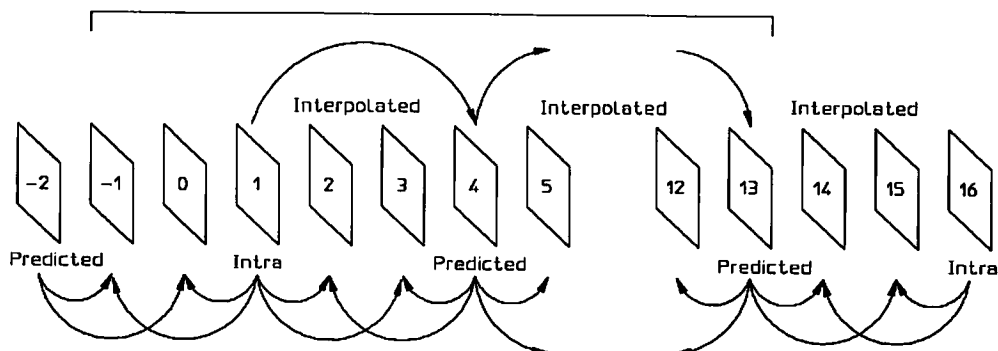 Interpolated Interpolated Interpolated
-2 -1 0 1 2 3 4 5 12 13 14 15 16
Predicted Intra Predicted Predicted Intra